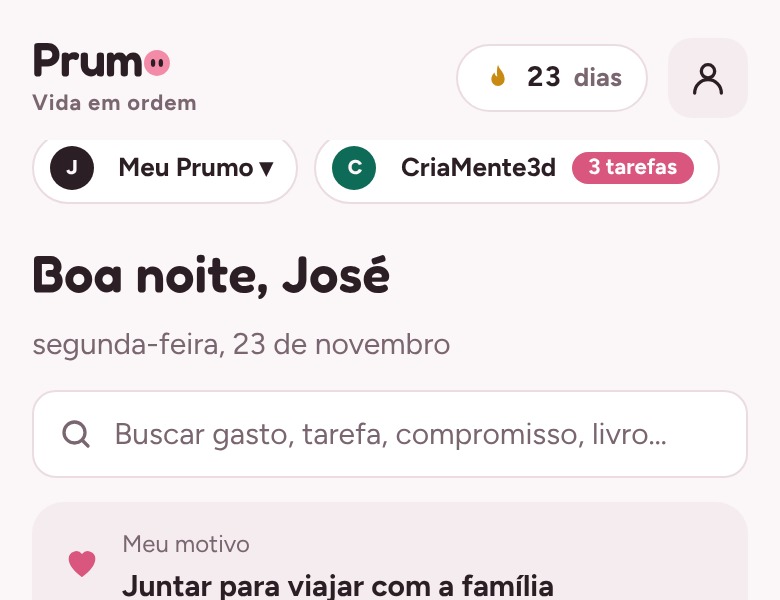 Prumo
Vida em ordem
23 dias
J Meu Prumo ▾
C CriaMente3d 3 tarefas
Boa noite, José
segunda-feira, 23 de novembro
Buscar gasto, tarefa, compromisso, livro...
Meu motivo
Juntar para viajar com a família